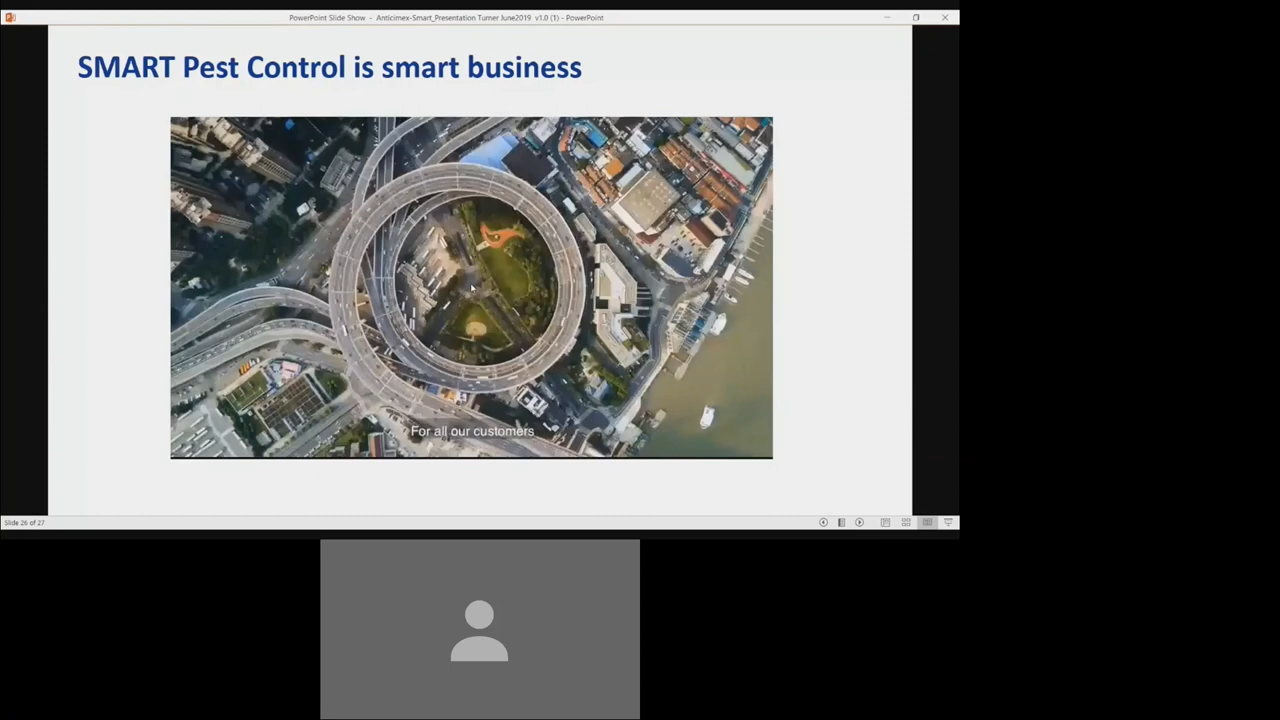 PowerPoint Slide Show - Anticimex-Smart_Presentation Turner June2019 v1.0 (1) - PowerPoint
SMART Pest Control is smart business
For all our customers
Slide 26 of 27